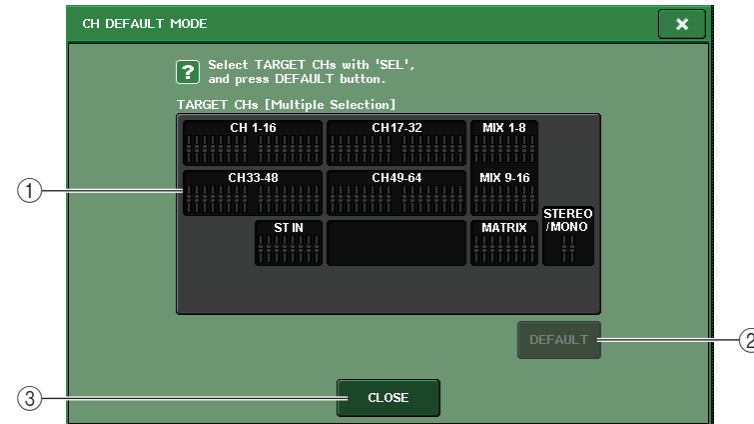 CH DEFAULT MODE
×
? Select TARGET CHs with 'SEL',
and press DEFAULT button.
TARGET CHs [Multiple Selection]
CH 1-16 CH17-32 MIX 1-8
① CH33-48 CH49-64 MIX 9-16
STEREO
/MONO
ST IN MATRIX
DEFAULT ②
③ CLOSE